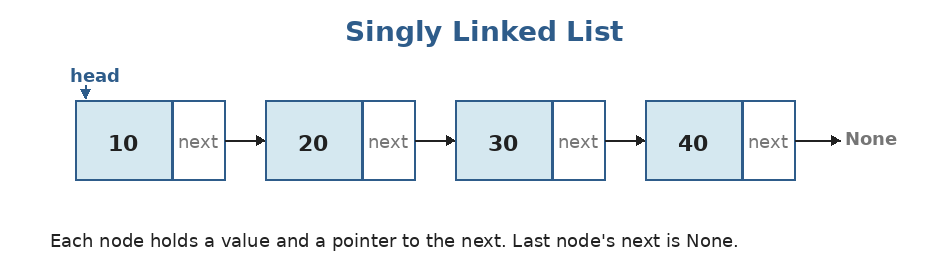 Singly Linked List
head
10 next 20 next 30 next 40 next None
Each node holds a value and a pointer to the next. Last node's next is None.